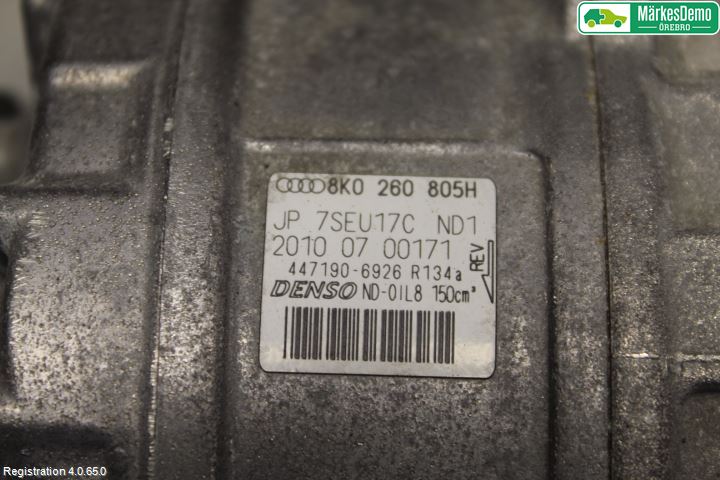 MärkesDemo
ÖREBRO
8K0 260 805H
JP 7SEU17C ND1
2010 07 00171
REV
447190-6926 R134a
DENSO ND-OIL8 150cm³
Registration 4.0.65.0